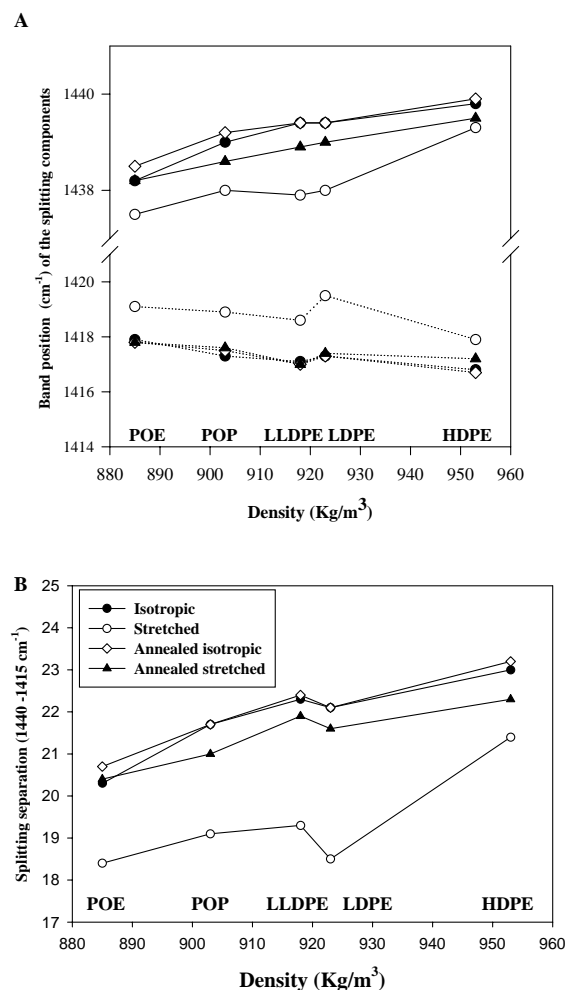 A
Band position (cm-1) of the splitting components
1440
1438
1420
1418
1416
1414
POE POP LLDPE LDPE HDPE
880 890 900 910 920 930 940 950 960
Density (Kg/m3)
B
Splitting separation (1440 -1415 cm-1)
25
24
23
22
21
20
19
18
17
Isotropic
Stretched
Annealed isotropic
Annealed stretched
POE POP LLDPE LDPE HDPE
880 890 900 910 920 930 940 950 960
Density (Kg/m3)